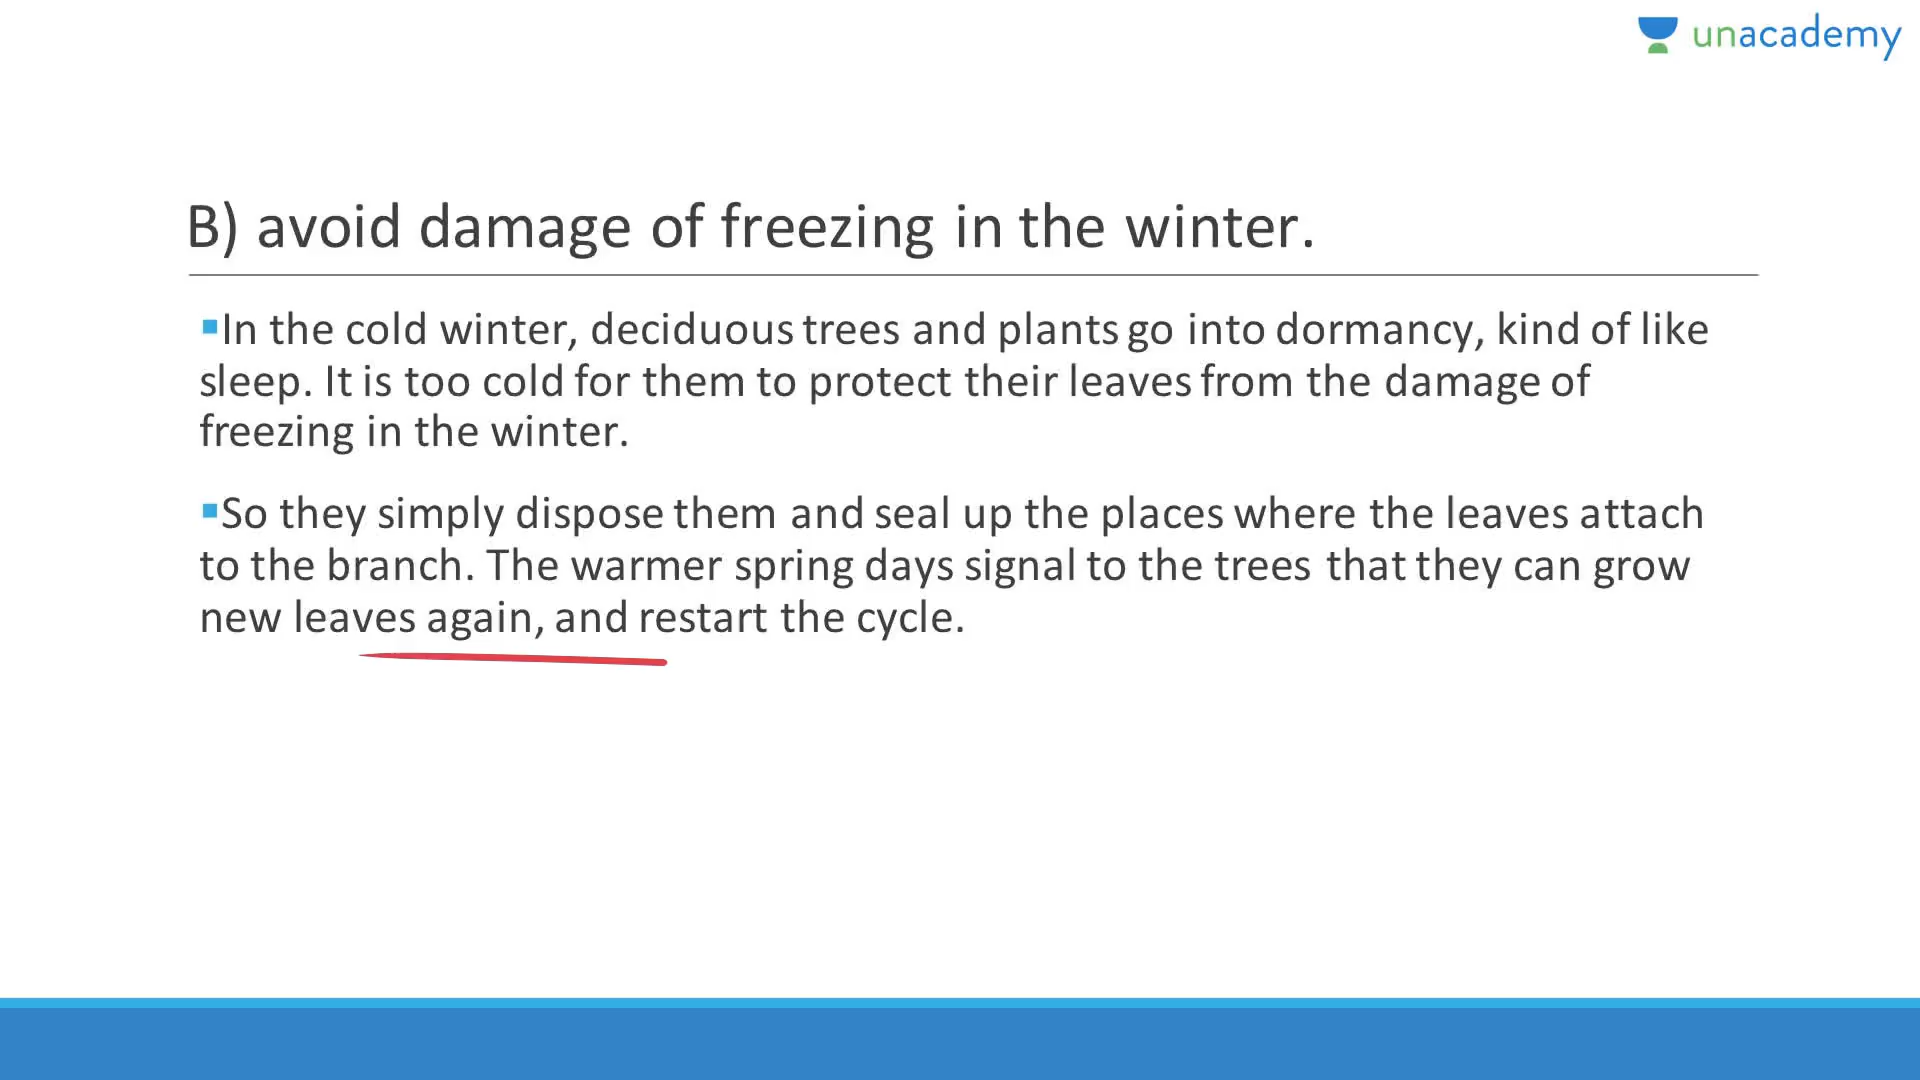 unacademy
B) avoid damage of freezing in the winter.
▪In the cold winter, deciduous trees and plants go into dormancy, kind of like
sleep. It is too cold for them to protect their leaves from the damage of
freezing in the winter.
▪So they simply dispose them and seal up the places where the leaves attach
to the branch. The warmer spring days signal to the trees that they can grow
new leaves again, and restart the cycle.